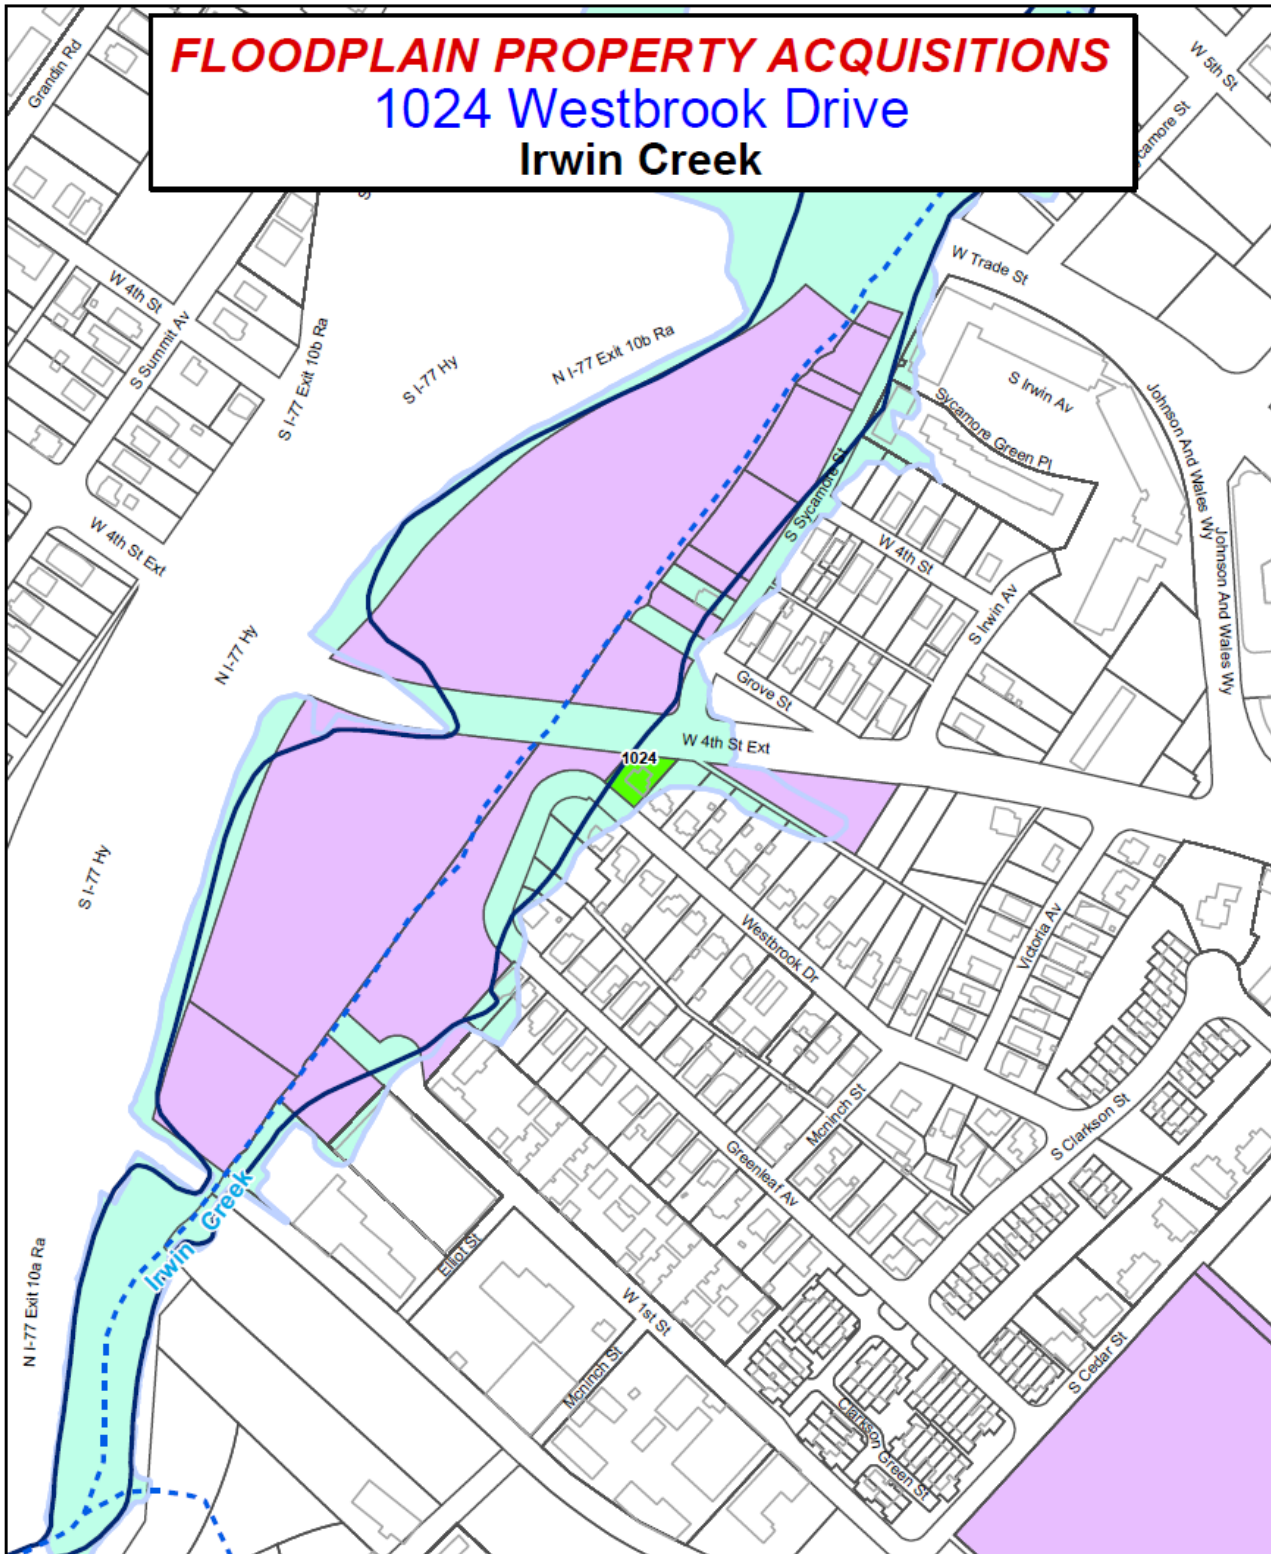 FLOODPLAIN PROPERTY ACQUISITIONS
1024 Westbrook Drive
Irwin Creek
Grandin Rd
W 5th St
W Trade St
W 4th St
S Summit Av
S I-77 Exit 10b Ra
S I-77 Hy
N I-77 Exit 10b Ra
S Irwin Av
Sycamore Green Pl
Johnson And Wales Wy
Johnson And Wales Wy
S Sycamore St
W 4th St
W 4th St Ext
S Irwin Av
N I-77 Hy
Grove St
W 4th St Ext
1024
S I-77 Hy
Westbrook Dr
Victoria Av
Mcninch St
S Clarkson St
Greenleaf Av
Irwin Creek
Elliot St
N I-77 Exit 10a Ra
W 1st St
Mcninch St
S Cedar St
Clarkson Green St